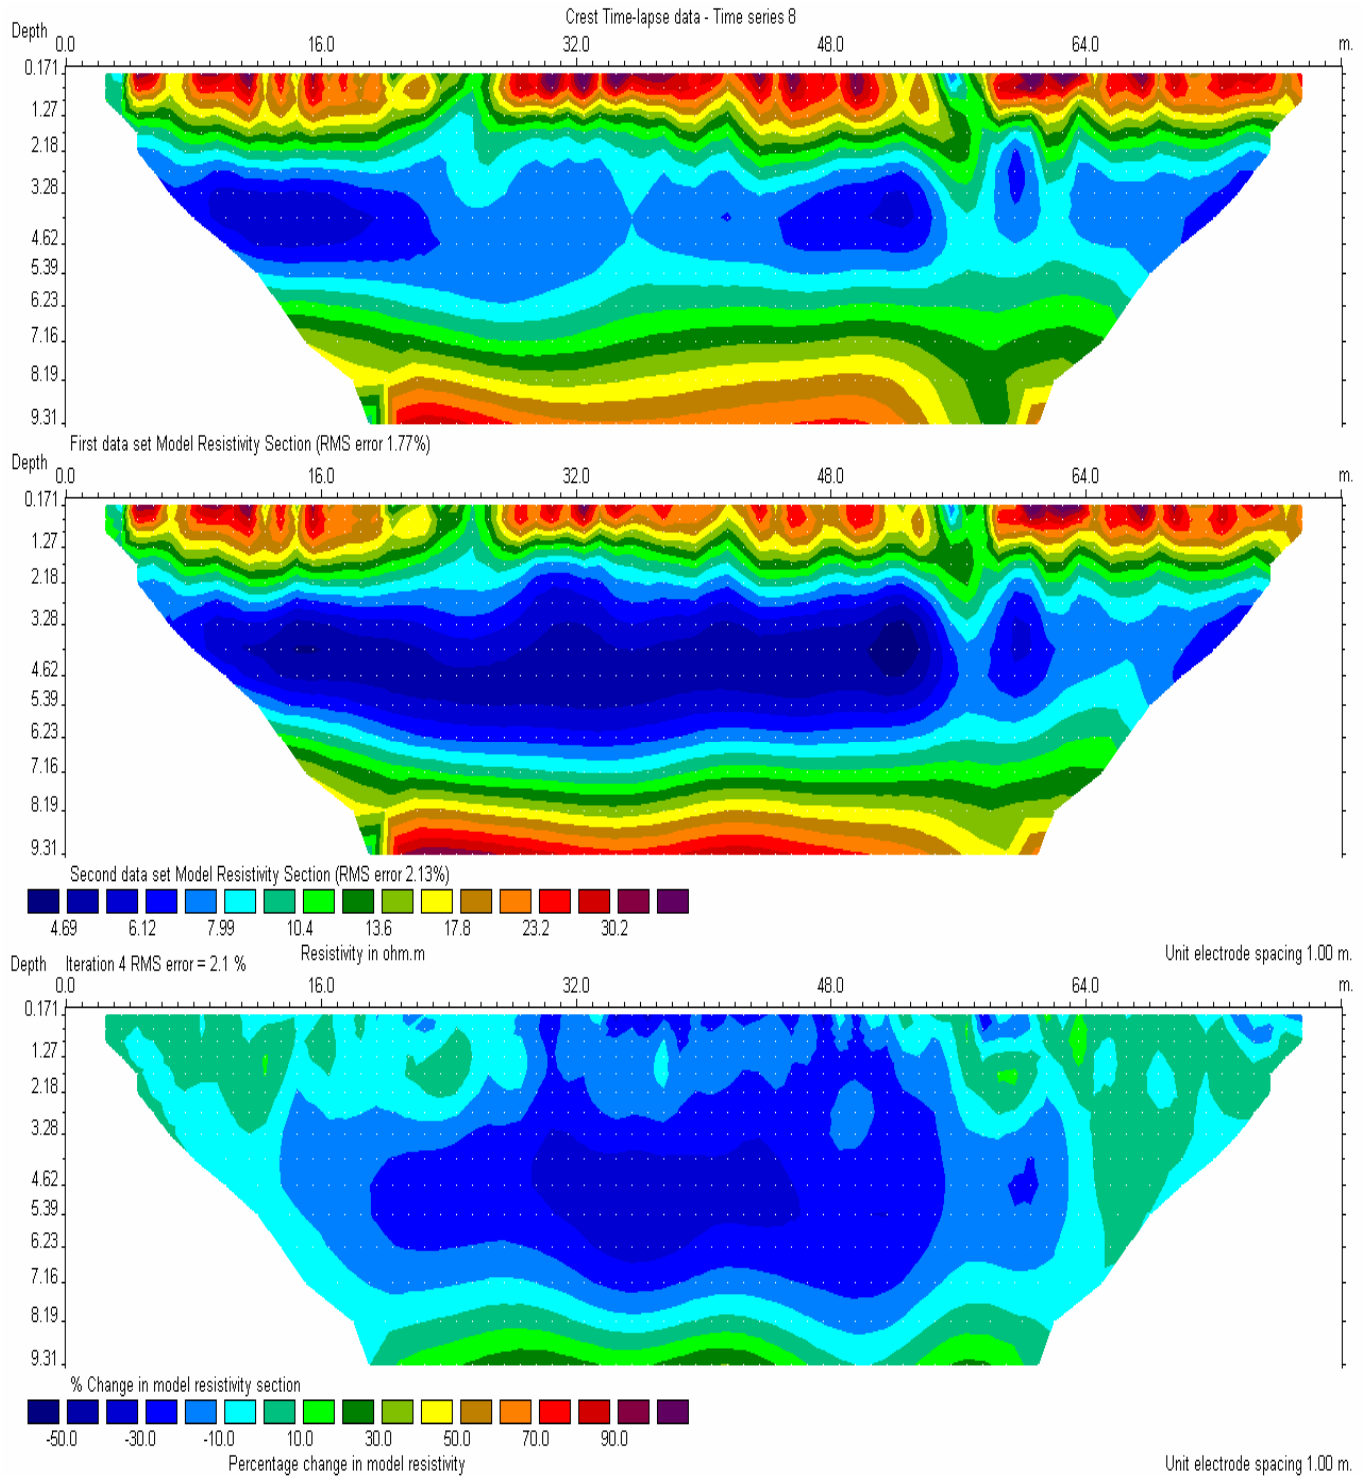 Crest Time-lapse data - Time series 8
Depth 0.0 16.0 32.0 48.0 64.0 m.
0.171
1.27
2.18
3.28
4.62
5.39
6.23
7.16
8.19
9.31
First data set Model Resistivity Section (RMS error 1.77%)
Depth 0.0 16.0 32.0 48.0 64.0 m.
0.171
1.27
2.18
3.28
4.62
5.39
6.23
7.16
8.19
9.31
Second data set Model Resistivity Section (RMS error 2.13%)
4.69 6.12 7.99 10.4 13.6 17.8 23.2 30.2
Resistivity in ohm.m Unit electrode spacing 1.00 m.
Depth Iteration 4 RMS error = 2.1 %
0.0 16.0 32.0 48.0 64.0 m.
0.171
1.27
2.18
3.28
4.62
5.39
6.23
7.16
8.19
9.31
% Change in model resistivity section
-50.0 -30.0 -10.0 10.0 30.0 50.0 70.0 90.0
Percentage change in model resistivity Unit electrode spacing 1.00 m.